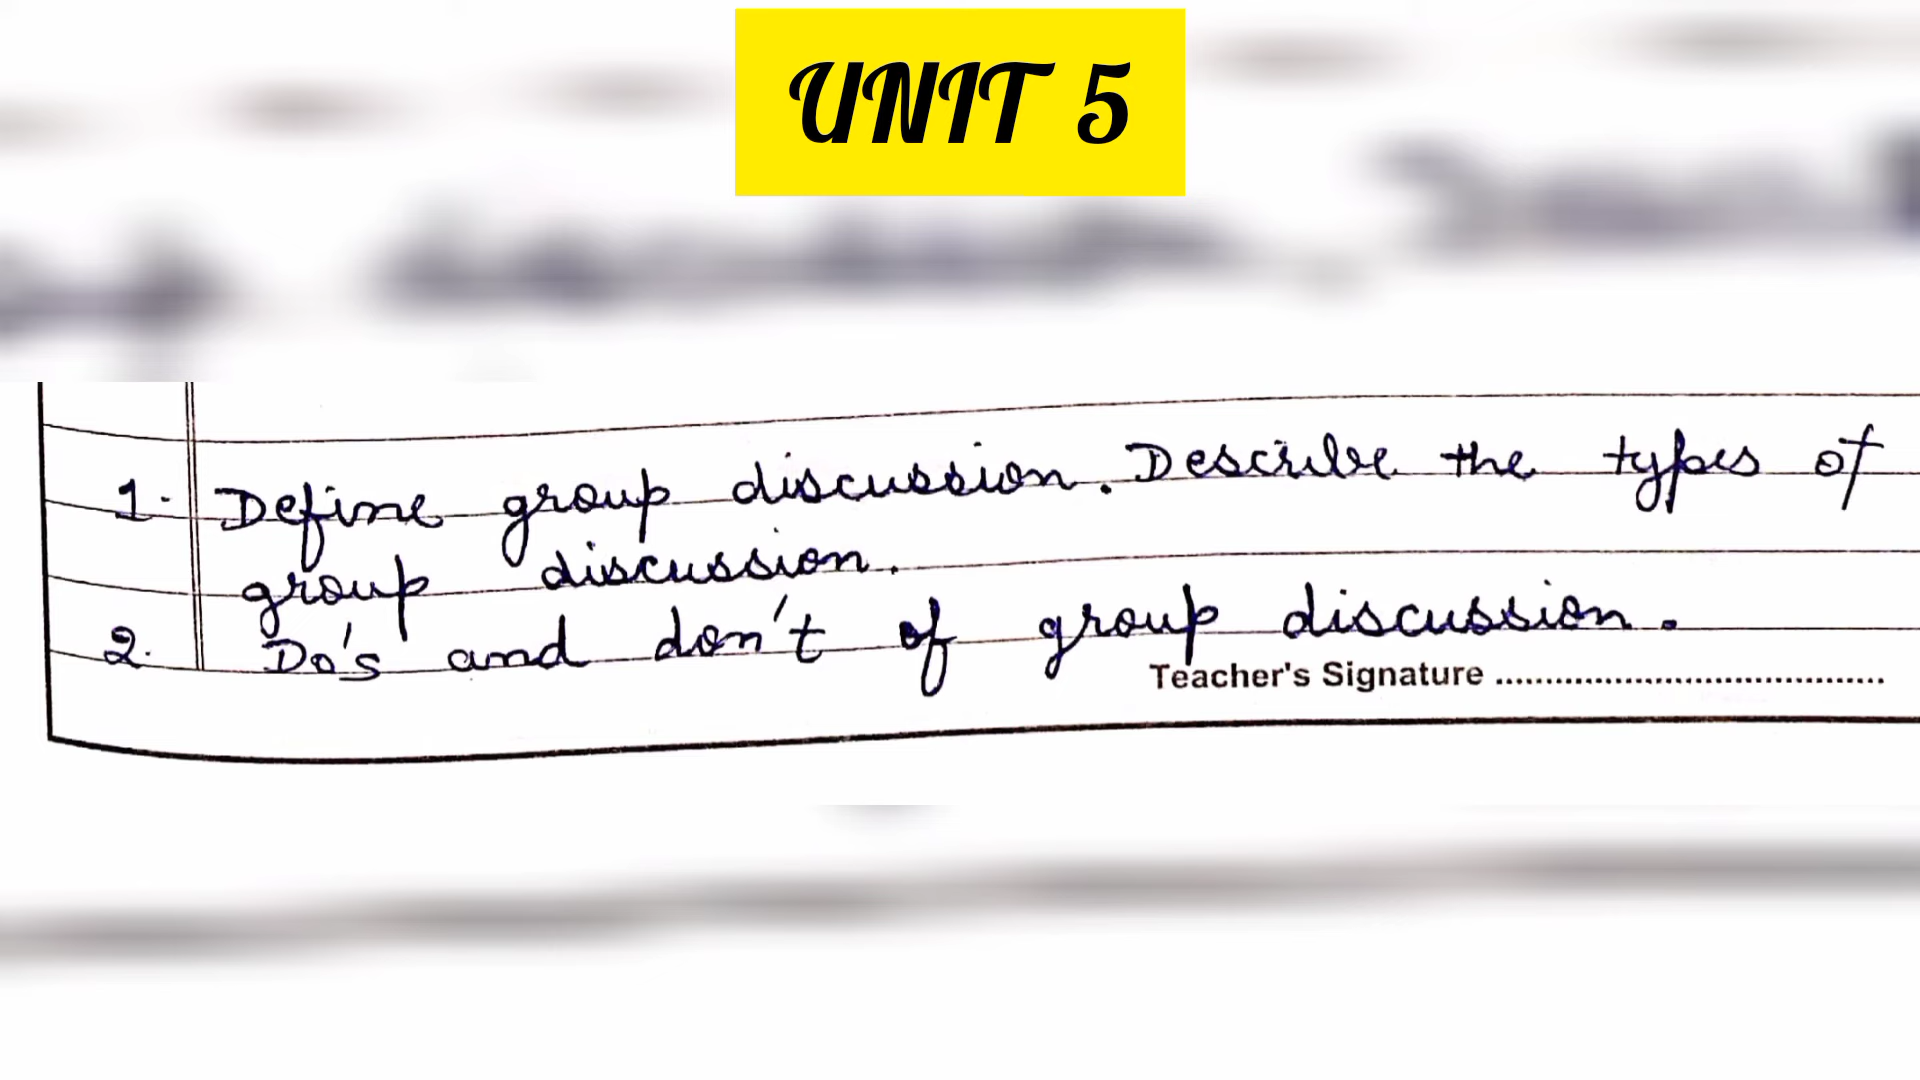 UNIT 5
1. Define group discussion. Describe the types of
group discussion.
2. Do's and don't of group discussion.
Teacher's Signature ......................................